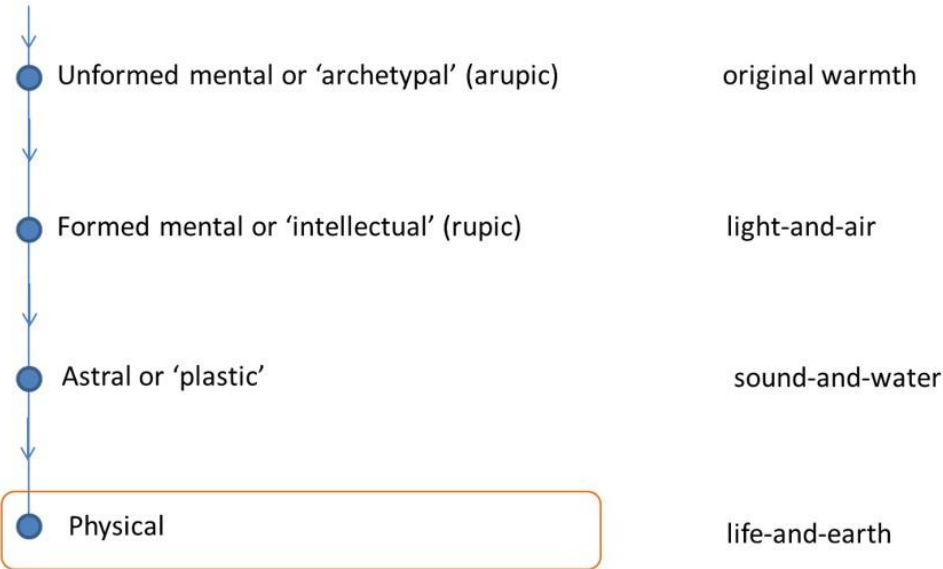 Unformed mental or ‘archetypal’ (arupic) original warmth
Formed mental or ‘intellectual’ (rupic) light-and-air
Astral or ‘plastic’ sound-and-water
Physical life-and-earth